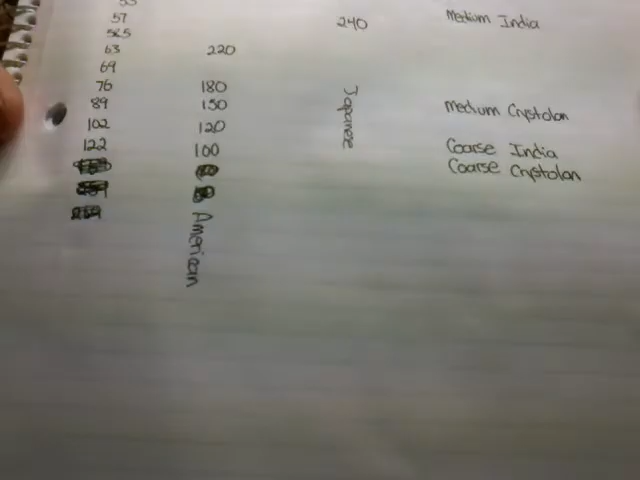 57 240 Medium India
56.5
63 220
69
76 180
89 150 Medium Crystolon
102 120
122 100 Coarse India
Coarse Crystolon
Japanese
American